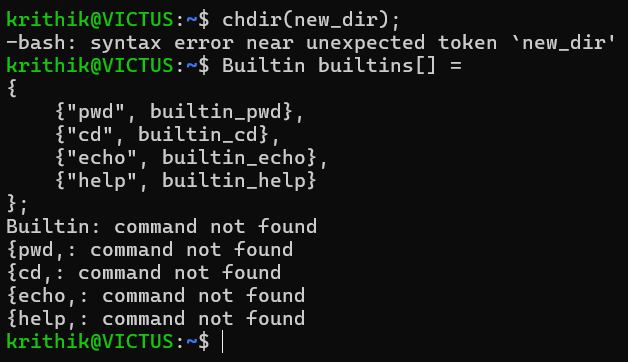 krithik@VICTUS:~$ chdir(new_dir);
-bash: syntax error near unexpected token `new_dir'
krithik@VICTUS:~$ Builtin builtins[] =
{
    {"pwd", builtin_pwd},
    {"cd", builtin_cd},
    {"echo", builtin_echo},
    {"help", builtin_help}
};
Builtin: command not found
{pwd,: command not found
{cd,: command not found
{echo,: command not found
{help,: command not found
krithik@VICTUS:~$